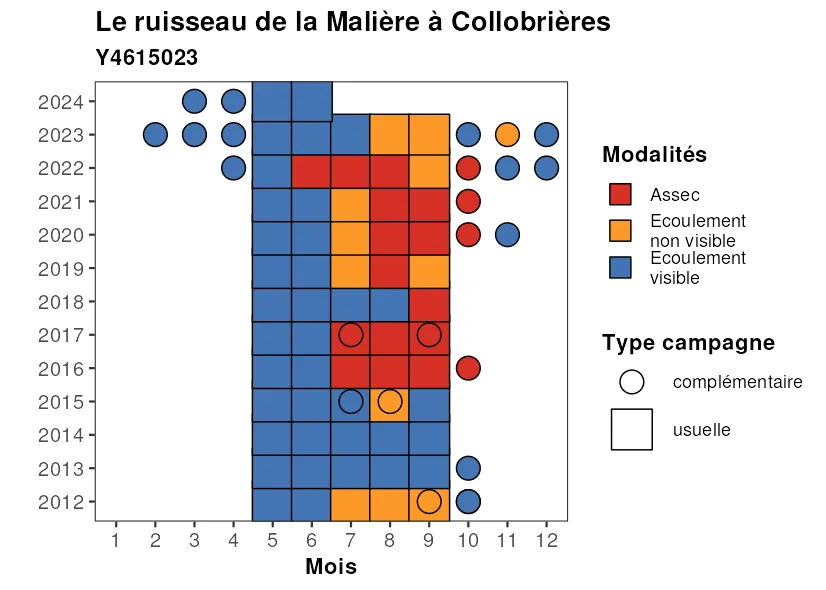 Le ruisseau de la Malière à Collobrières
Y4615023
2024
2023
2022
2021
2020
2019
2018
2017
2016
2015
2014
2013
2012
1 2 3 4 5 6 7 8 9 10 11 12
Mois
Modalités
Assec
Ecoulement
non visible
Ecoulement
visible
Type campagne
complémentaire
usuelle